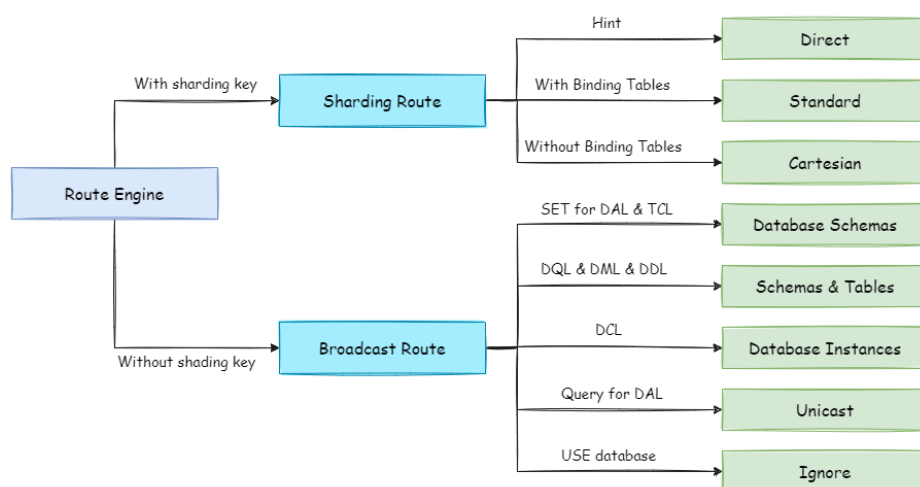 Hint
Direct
With sharding key
With Binding Tables
Sharding Route
Standard
Without Binding Tables
Cartesian
Route Engine
SET for DAL & TCL
Database Schemas
DQL & DML & DDL
Schemas & Tables
DCL
Broadcast Route
Database Instances
Without shading key
Query for DAL
Unicast
USE database
Ignore